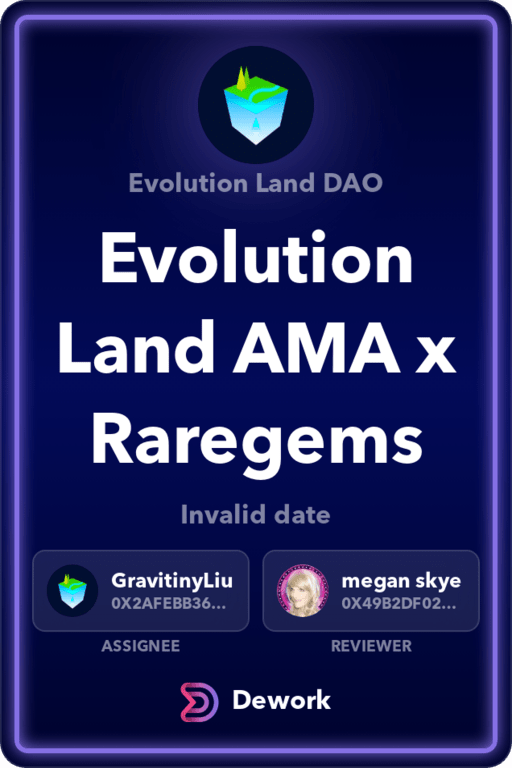 Evolution Land DAO
Evolution
Land AMA x
Raregems
Invalid date
GravitinyLiu
0X2AFEBB36...
megan skye
0X49B2DF02...
ASSIGNEE
REVIEWER
Dework